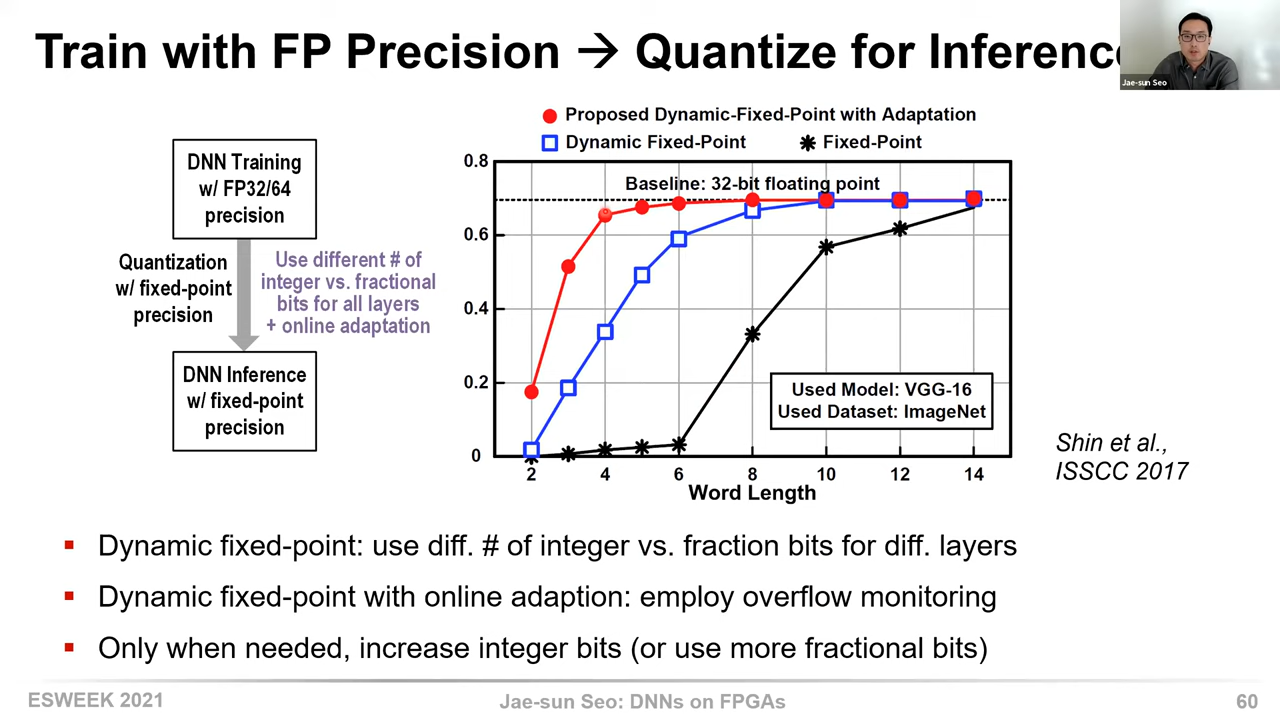 Train with FP Precision → Quantize for Inference
Jae-sun Seo
DNN Training
w/ FP32/64
precision
Quantization
w/ fixed-point
precision
Use different # of
integer vs. fractional
bits for all layers
+ online adaptation
DNN Inference
w/ fixed-point
precision
Proposed Dynamic-Fixed-Point with Adaptation
Dynamic Fixed-Point
Fixed-Point
0.8
0.6
0.4
0.2
0
Baseline: 32-bit floating point
Used Model: VGG-16
Used Dataset: ImageNet
2 4 6 8 10 12 14
Word Length
Shin et al.,
ISSCC 2017
▪ Dynamic fixed-point: use diff. # of integer vs. fraction bits for diff. layers
▪ Dynamic fixed-point with online adaption: employ overflow monitoring
▪ Only when needed, increase integer bits (or use more fractional bits)
ESWEEK 2021
Jae-sun Seo: DNNs on FPGAs
60